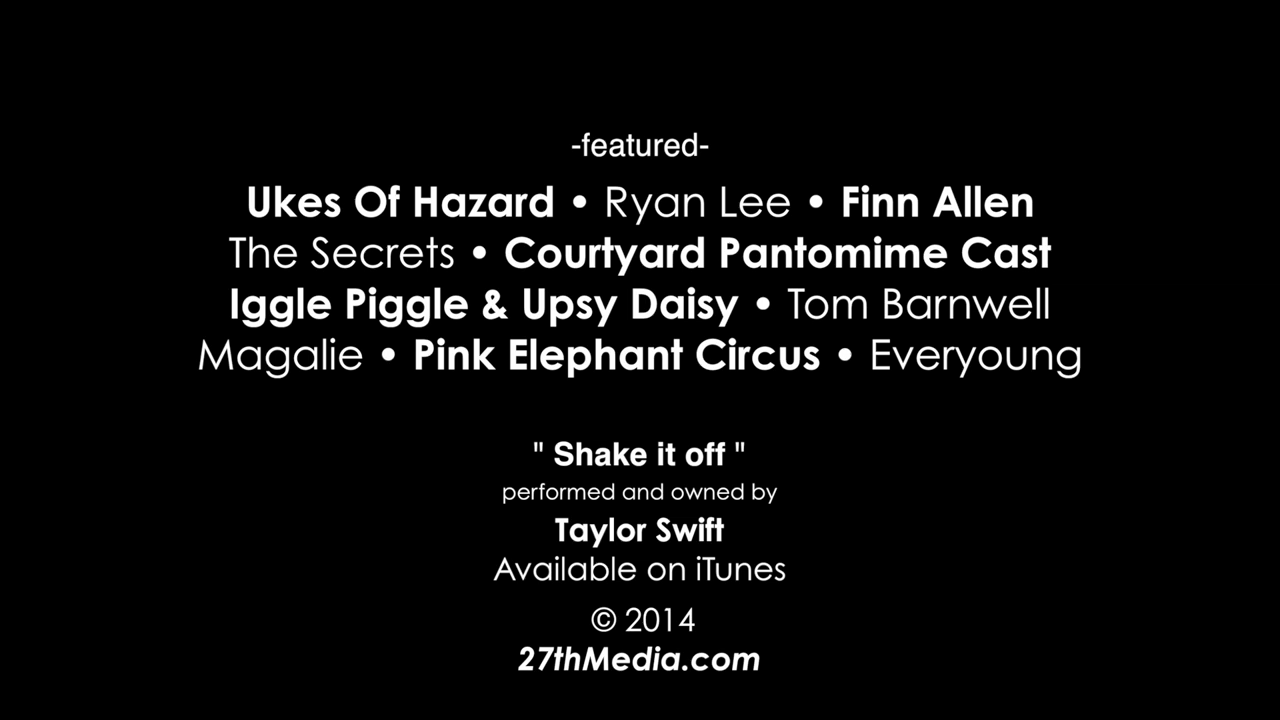 -featured-
Ukes Of Hazard • Ryan Lee • Finn Allen
The Secrets • Courtyard Pantomime Cast
Iggle Piggle & Upsy Daisy • Tom Barnwell
Magalie • Pink Elephant Circus • Everyoung
" Shake it off "
performed and owned by
Taylor Swift
Available on iTunes
© 2014
27thMedia.com